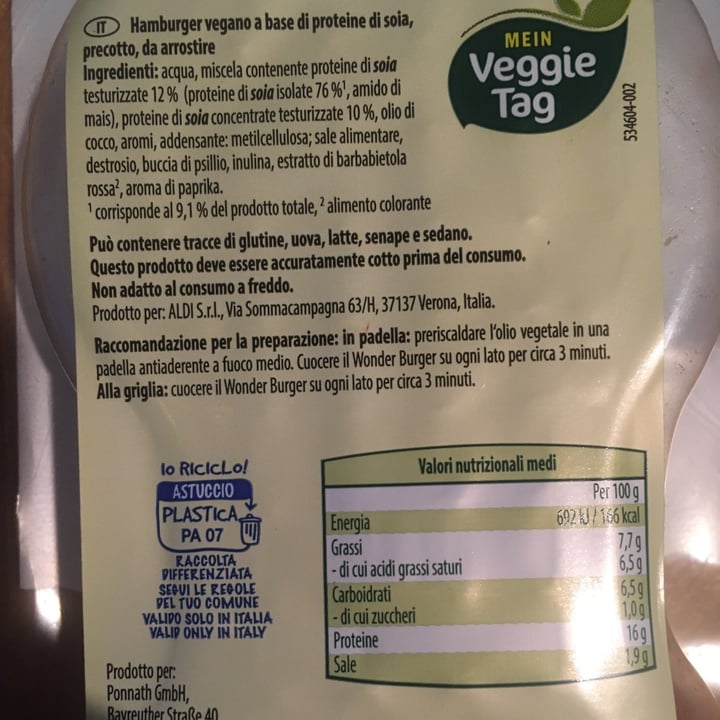 IT Hamburger vegano a base di proteine di soia,
precotto, da arrostire
Ingredienti: acqua, miscela contenente proteine di soia
testurizzate 12 % (proteine di soia isolate 76 %¹, amido di
mais), proteine di soia concentrate testurizzate 10 %, olio di
cocco, aromi, addensante: metilcellulosa; sale alimentare,
destrosio, buccia di psillio, inulina, estratto di barbabietola
rossa², aroma di paprika.
¹ corrisponde al 9,1 % del prodotto totale, ² alimento colorante
MEIN
Veggie
Tag
534604-002
Può contenere tracce di glutine, uova, latte, senape e sedano.
Questo prodotto deve essere accuratamente cotto prima del consumo.
Non adatto al consumo a freddo.
Prodotto per: ALDI S.r.l., Via Sommacampagna 63/H, 37137 Verona, Italia.
Raccomandazione per la preparazione: in padella: preriscaldare l'olio vegetale in una
padella antiaderente a fuoco medio. Cuocere il Wonder Burger su ogni lato per circa 3 minuti.
Alla griglia: cuocere il Wonder Burger su ogni lato per circa 3 minuti.
Io RICICLO!
ASTUCCIO
PLASTICA
PA 07
RACCOLTA
DIFFERENZIATA
SEGUI LE REGOLE
DEL TUO COMUNE
VALIDO SOLO IN ITALIA
VALID ONLY IN ITALY
Valori nutrizionali medi
Per 100 g
Energia 692 kJ / 166 kcal
Grassi 7,7 g
- di cui acidi grassi saturi 6,5 g
Carboidrati 6,5 g
- di cui zuccheri 1,0 g
Proteine 16 g
Sale 1,9 g
Prodotto per:
Ponnath GmbH,
Bayreuther Straße 40